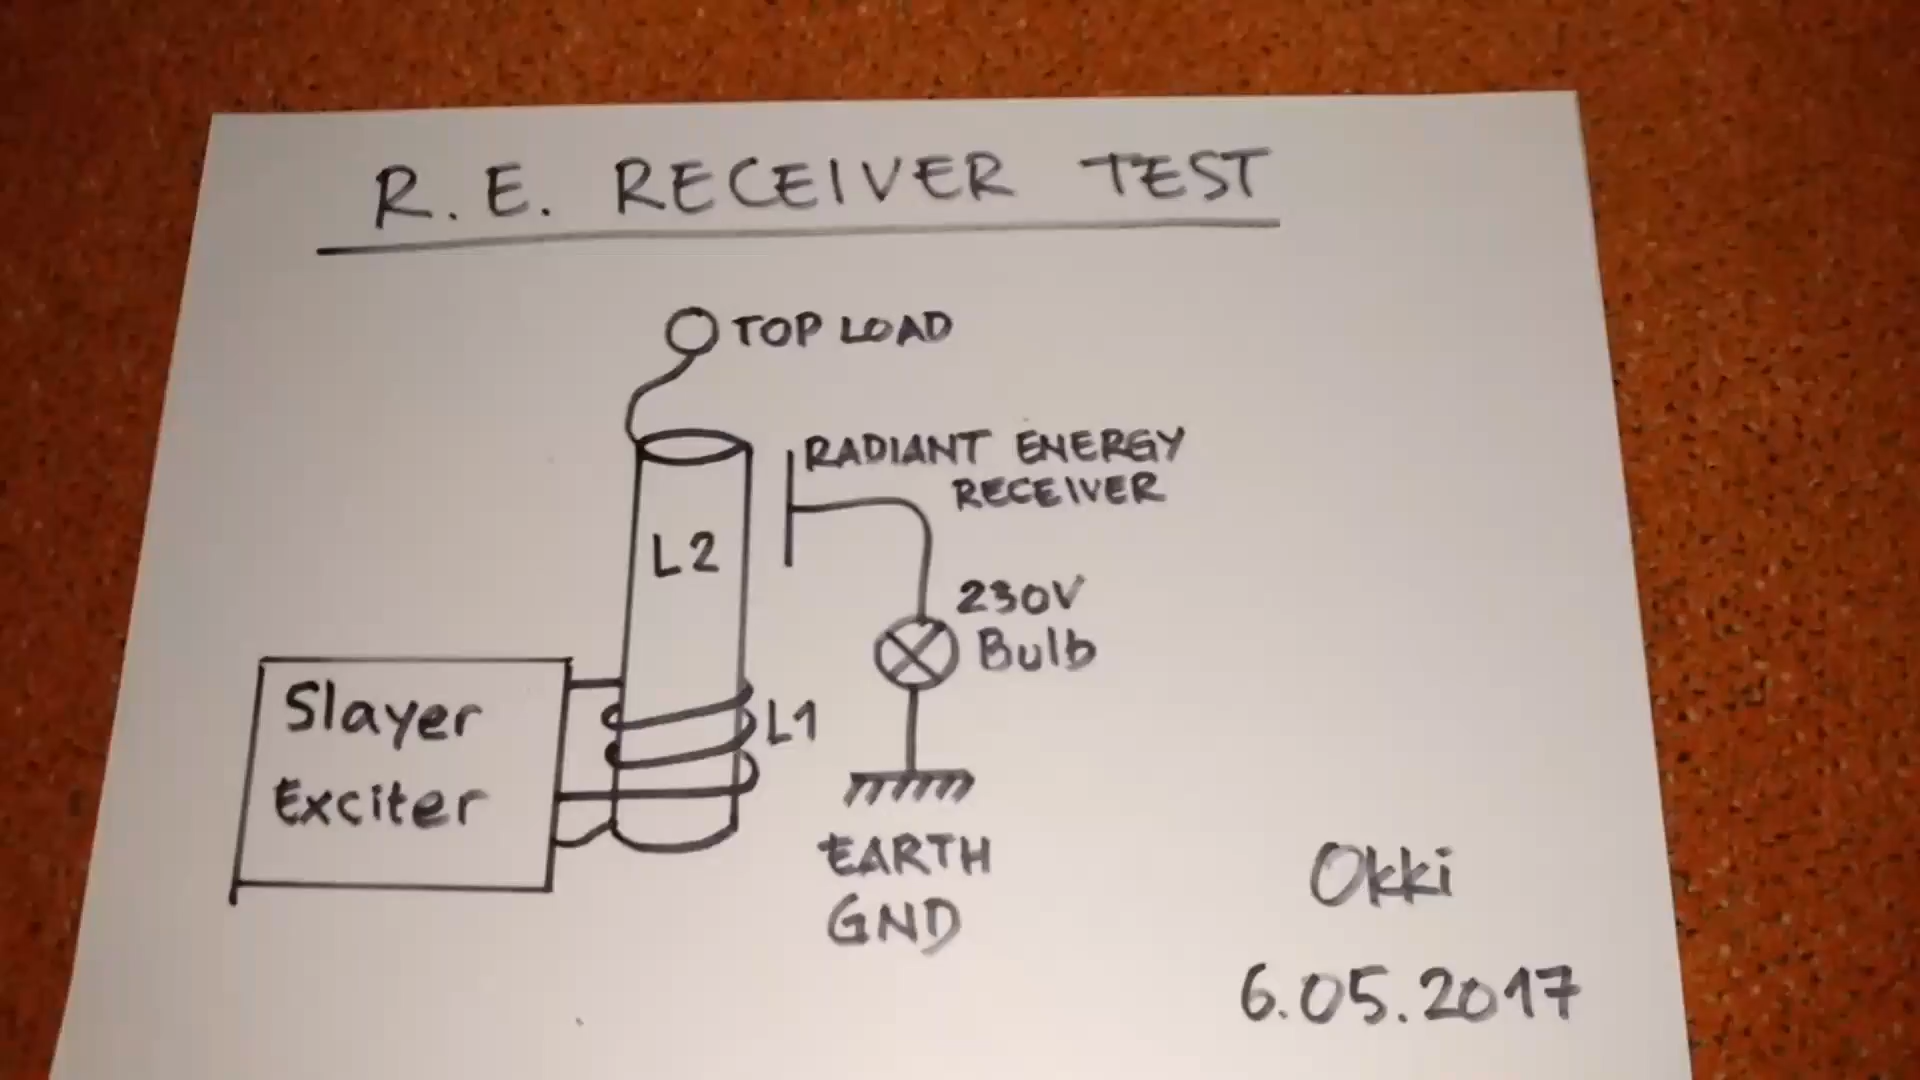 R. E. RECEIVER TEST
TOP LOAD
RADIANT ENERGY
RECEIVER
L2
230V
Bulb
Slayer
Exciter
L1
EARTH
GND
Okki
6.05.2017